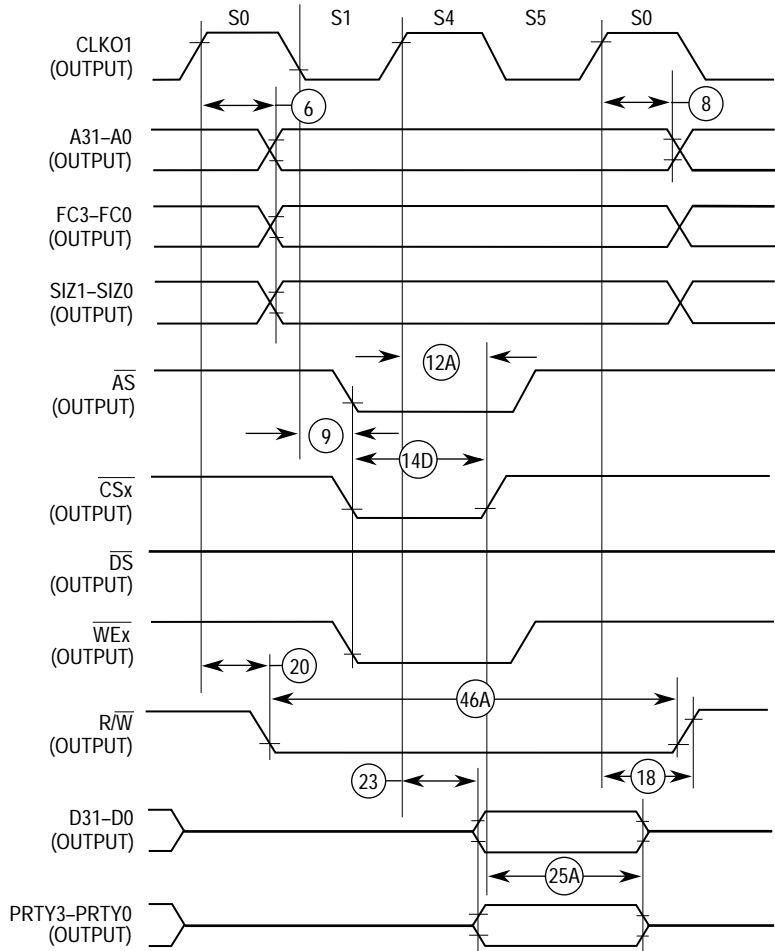 S0 S1 S4 S5 S0
CLKO1
(OUTPUT)
6 8
A31–A0
(OUTPUT)
FC3–FC0
(OUTPUT)
SIZ1–SIZ0
(OUTPUT)
12A
AS
(OUTPUT)
9
14D
CSx
(OUTPUT)
DS
(OUTPUT)
WEx
(OUTPUT)
20
46A
R/W
(OUTPUT)
23 18
D31–D0
(OUTPUT)
25A
PRTY3–PRTY0
(OUTPUT)